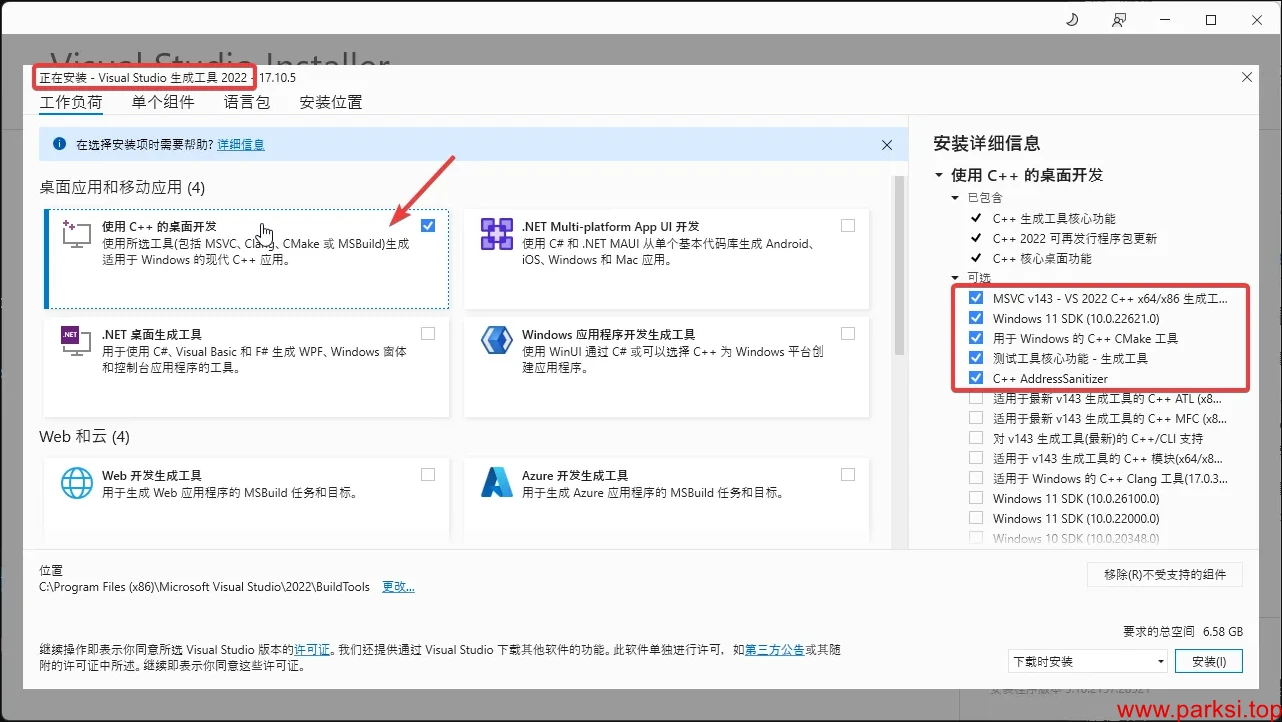 Visual Studio Installer
正在安装 - Visual Studio 生成工具 2022 - 17.10.5
工作负荷 单个组件 语言包 安装位置
在选择安装项时需要帮助? 详细信息
桌面应用和移动应用 (4)
使用 C++ 的桌面开发
使用所选工具(包括 MSVC、Clang、CMake 或 MSBuild)生成
适用于 Windows 的现代 C++ 应用。
.NET Multi-platform App UI 开发
使用 C# 和 .NET MAUI 从单个基本代码库生成 Android、
iOS、Windows 和 Mac 应用。
.NET
.NET 桌面生成工具
用于使用 C#、Visual Basic 和 F# 生成 WPF、Windows 窗体
和控制台应用程序的工具。
Windows 应用程序开发生成工具
使用 WinUI 通过 C# 或可以选择 C++ 为 Windows 平台创
建应用程序。
Web 和云 (4)
Web 开发生成工具
用于生成 Web 应用程序的 MSBuild 任务和目标。
Azure 开发生成工具
用于生成 Azure 应用程序的 MSBuild 任务和目标。
安装详细信息
使用 C++ 的桌面开发
已包含
C++ 生成工具核心功能
C++ 2022 可再发行程序包更新
C++ 核心桌面功能
可选
MSVC v143 - VS 2022 C++ x64/x86 生成工...
Windows 11 SDK (10.0.22621.0)
用于 Windows 的 C++ CMake 工具
测试工具核心功能 - 生成工具
C++ AddressSanitizer
适用于最新 v143 生成工具的 C++ ATL (x8...
适用于最新 v143 生成工具的 C++ MFC (x8...
对 v143 生成工具(最新)的 C++/CLI 支持
适用于 v143 生成工具的 C++ 模块(x64/x8...
适用于 Windows 的 C++ Clang 工具(17.0.3...
Windows 11 SDK (10.0.26100.0)
Windows 11 SDK (10.0.22000.0)
Windows 10 SDK (10.0.20348.0)
位置
C:\Program Files (x86)\Microsoft Visual Studio\2022\BuildTools 更改...
移除(R)不受支持的组件
要求的总空间 6.58 GB
继续操作即表示你同意所选 Visual Studio 版本的许可证。我们还提供通过 Visual Studio 下载其他软件的功能。此软件单独进行许可，如第三方公告或其随
附的许可证中所述。继续即表示你同意这些许可证。
下载时安装
安装(I)
www.parksi.top